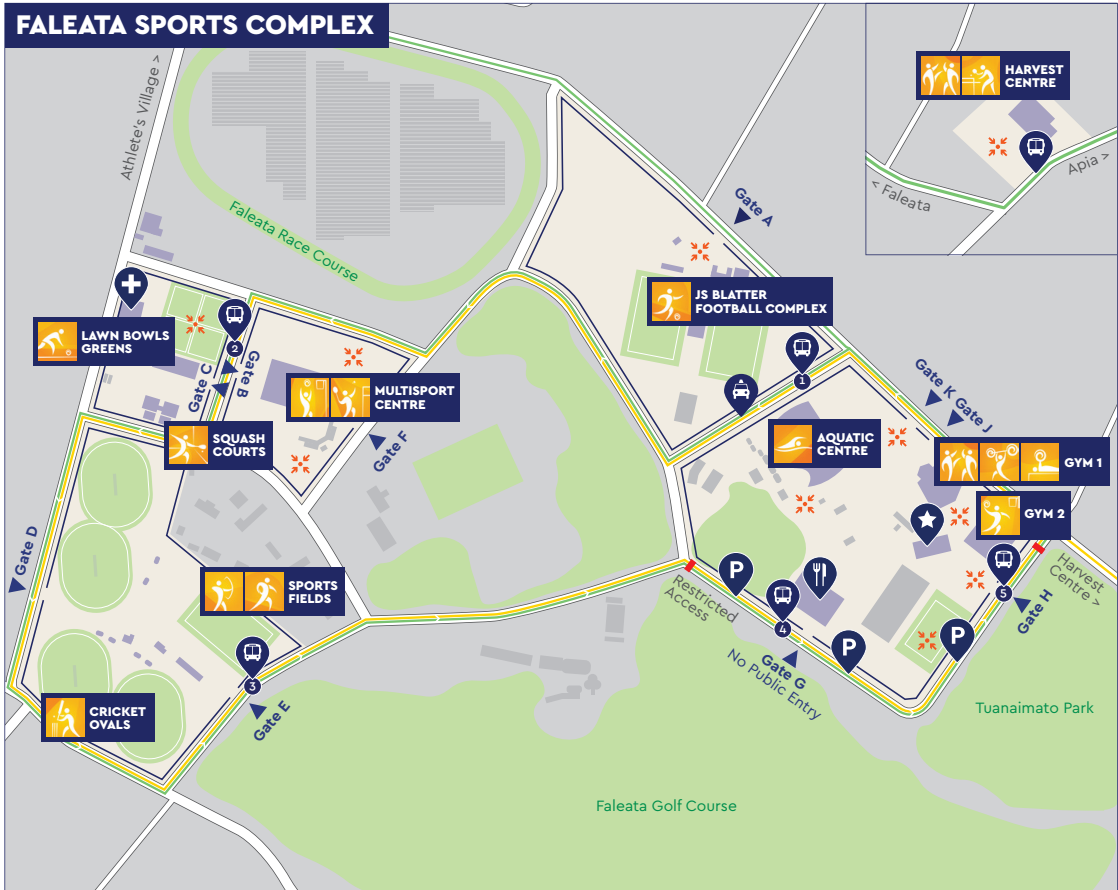 FALEATA SPORTS COMPLEX
Athlete's Village >
Faleata Race Course
HARVEST
CENTRE
< Faleata
Apia >
Gate A
JS BLATTER
FOOTBALL COMPLEX
LAWN BOWLS
GREENS
2
Gate B
Gate C
MULTISPORT
CENTRE
1
Gate K
Gate J
Gate F
SQUASH
COURTS
AQUATIC
CENTRE
GYM 1
GYM 2
Gate D
SPORTS
FIELDS
Restricted
Access
P
4
5
Harvest
Centre >
Gate H
P
P
Gate G
No Public Entry
3
Gate E
CRICKET
OVALS
Tuanaimato Park
Faleata Golf Course